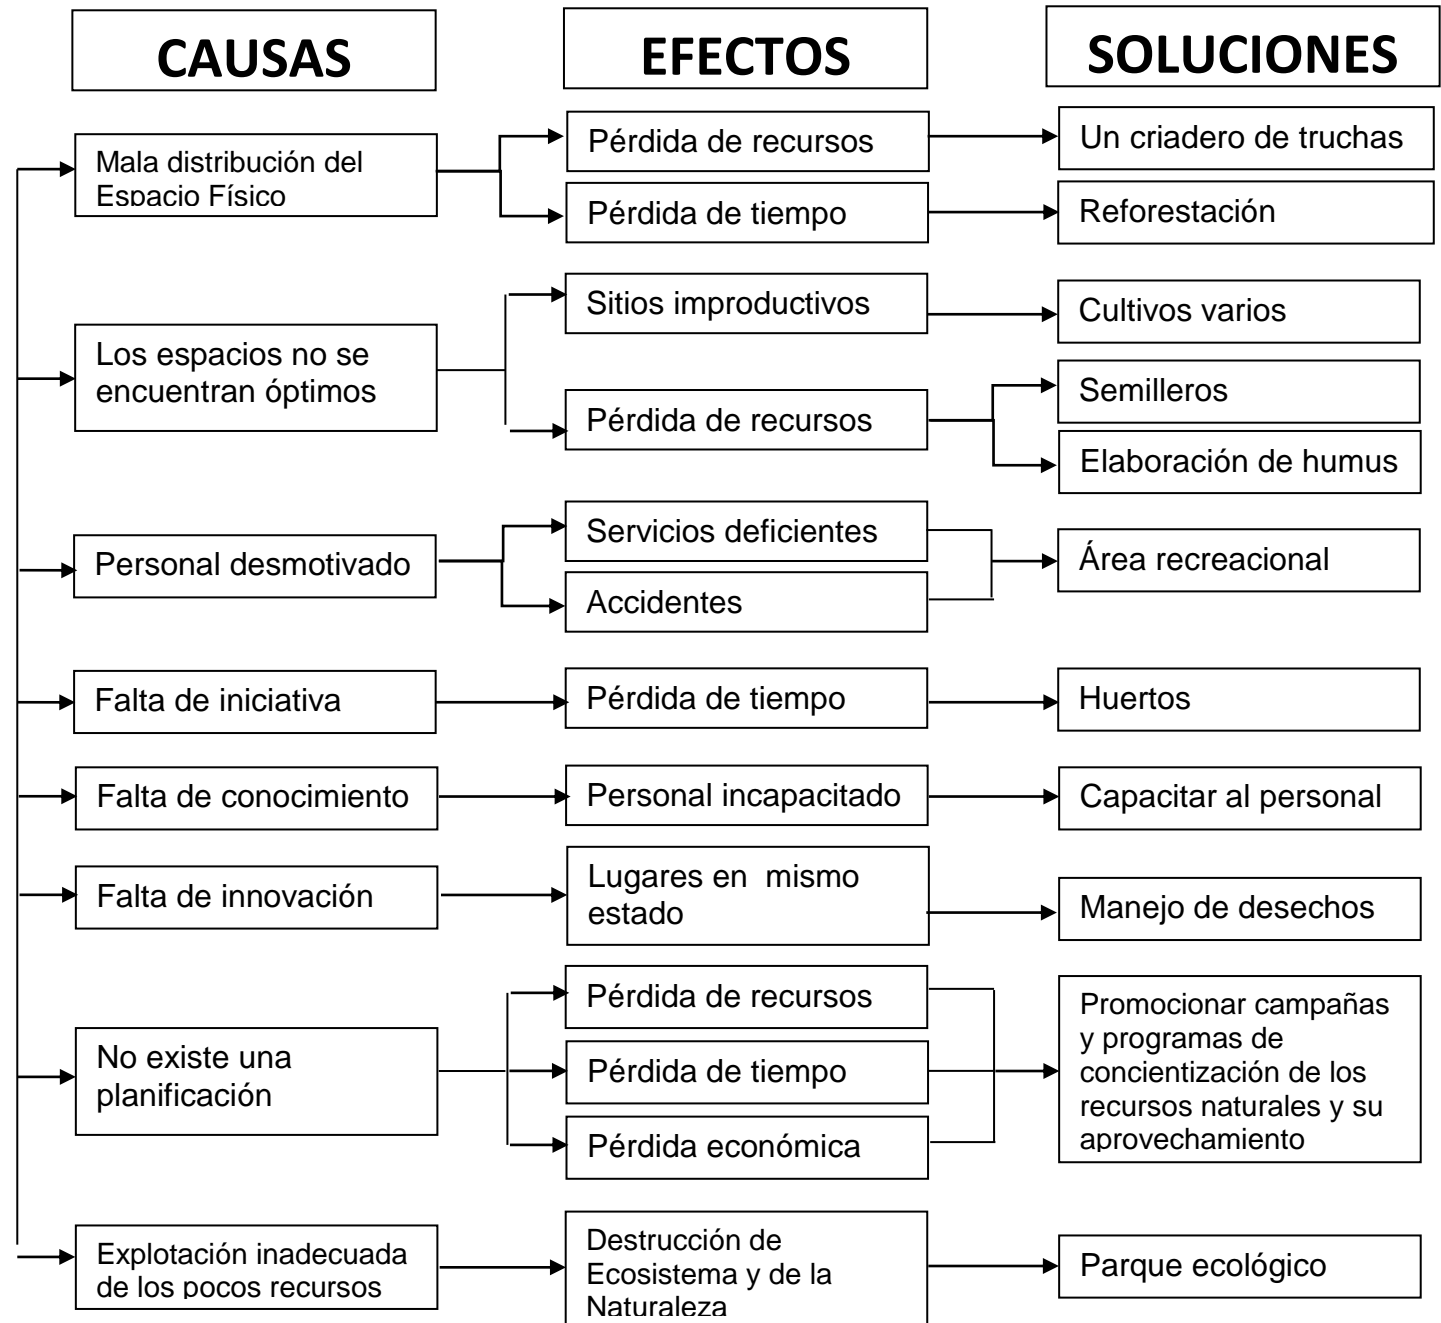 CAUSAS
EFECTOS
SOLUCIONES
Mala distribución del
Espacio Físico
Pérdida de recursos
Un criadero de truchas
Pérdida de tiempo
Reforestación
Los espacios no se
encuentran óptimos
Sitios improductivos
Cultivos varios
Pérdida de recursos
Semilleros
Elaboración de humus
Personal desmotivado
Servicios deficientes
Accidentes
Área recreacional
Falta de iniciativa
Pérdida de tiempo
Huertos
Falta de conocimiento
Personal incapacitado
Capacitar al personal
Falta de innovación
Lugares en  mismo
estado
Manejo de desechos
No existe una
planificación
Pérdida de recursos
Pérdida de tiempo
Pérdida económica
Promocionar campañas
y programas de
concientización de los
recursos naturales y su
aprovechamiento
Explotación inadecuada
de los pocos recursos
Destrucción de
Ecosistema y de la
Naturaleza
Parque ecológico